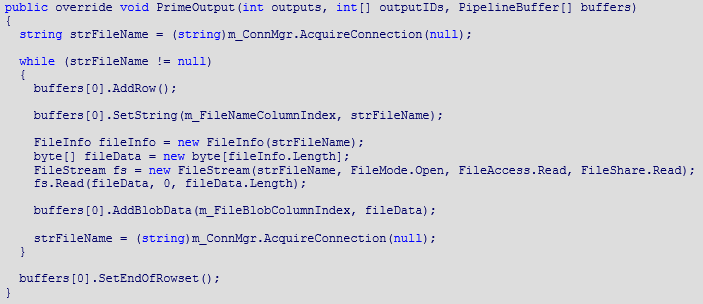 public override void PrimeOutput(int outputs, int[] outputIDs, PipelineBuffer[] buffers)
{
  string strFileName = (string)m_ConnMgr.AcquireConnection(null);

  while (strFileName != null)
  {
    buffers[0].AddRow();

    buffers[0].SetString(m_FileNameColumnIndex, strFileName);

    FileInfo fileInfo = new FileInfo(strFileName);
    byte[] fileData = new byte[fileInfo.Length];
    FileStream fs = new FileStream(strFileName, FileMode.Open, FileAccess.Read, FileShare.Read);
    fs.Read(fileData, 0, fileData.Length);

    buffers[0].AddBlobData(m_FileBlobColumnIndex, fileData);

    strFileName = (string)m_ConnMgr.AcquireConnection(null);
  }

  buffers[0].SetEndOfRowset();
}